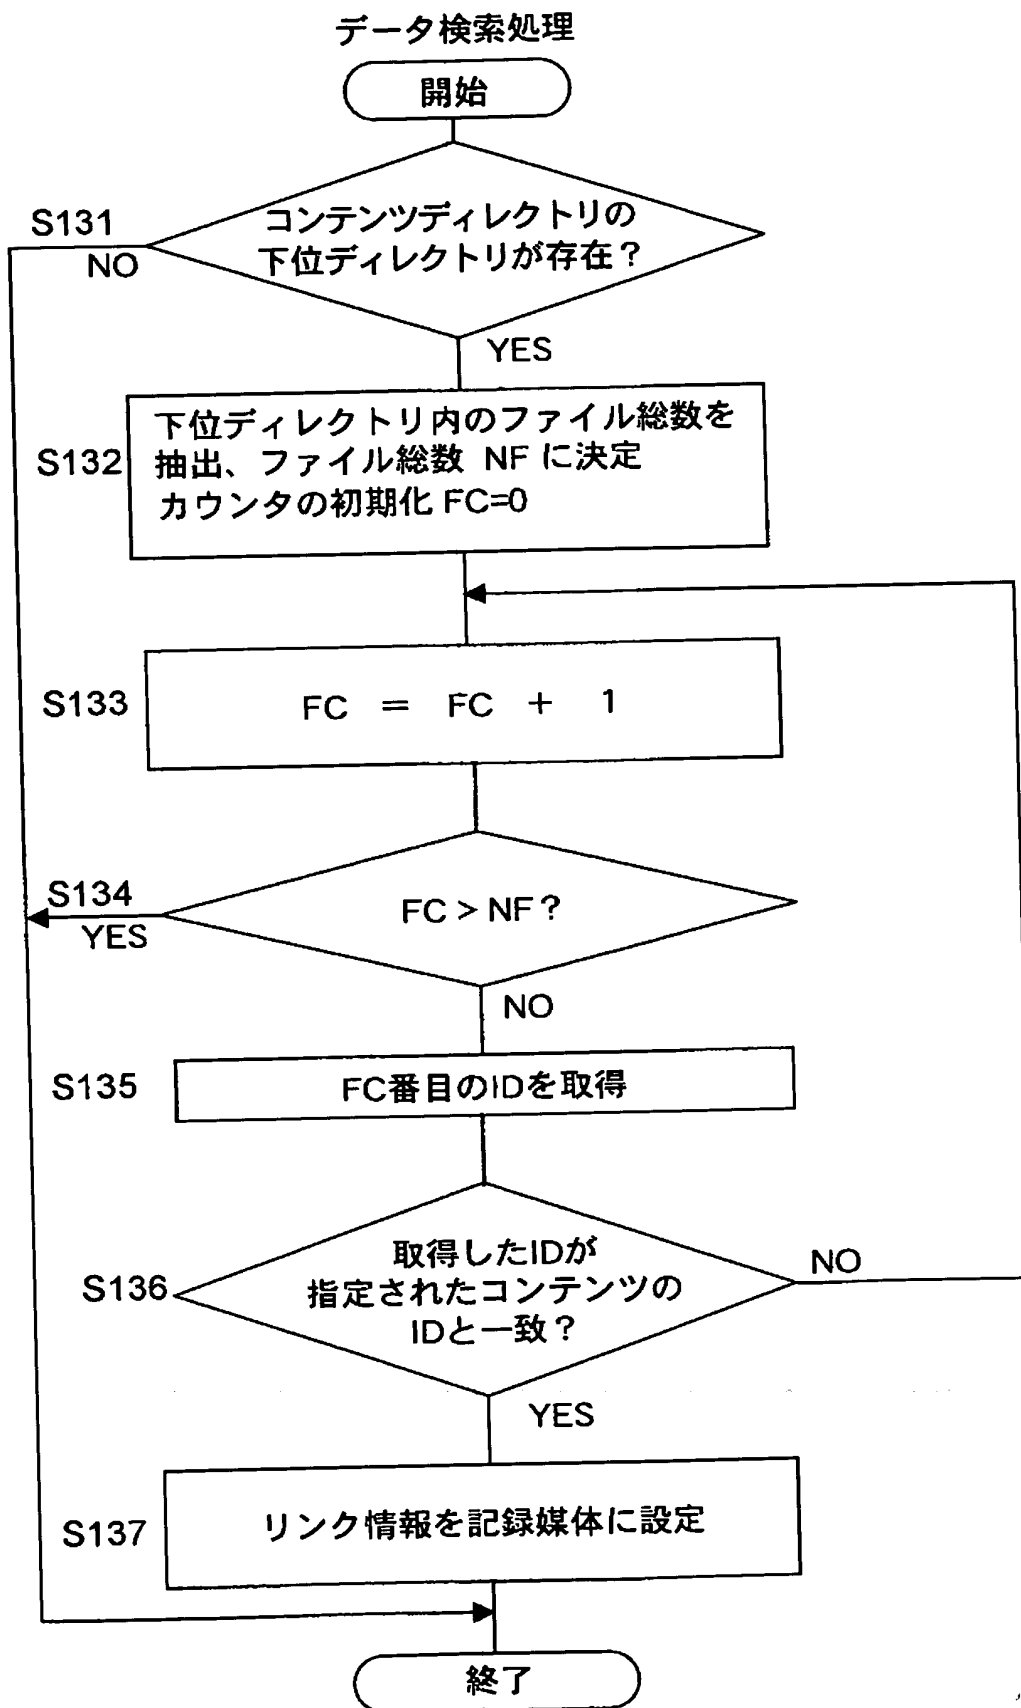 データ検索処理
開始
S131
コンテンツディレクトリの
下位ディレクトリが存在?
NO
YES
S132
下位ディレクトリ内のファイル総数を
抽出、ファイル総数 NF に決定
カウンタの初期化 FC=0
S133
FC = FC + 1
S134
FC > NF?
YES
NO
S135
FC番目のIDを取得
S136
取得したIDが
指定されたコンテンツの
IDと一致?
NO
YES
S137
リンク情報を記録媒体に設定
終了